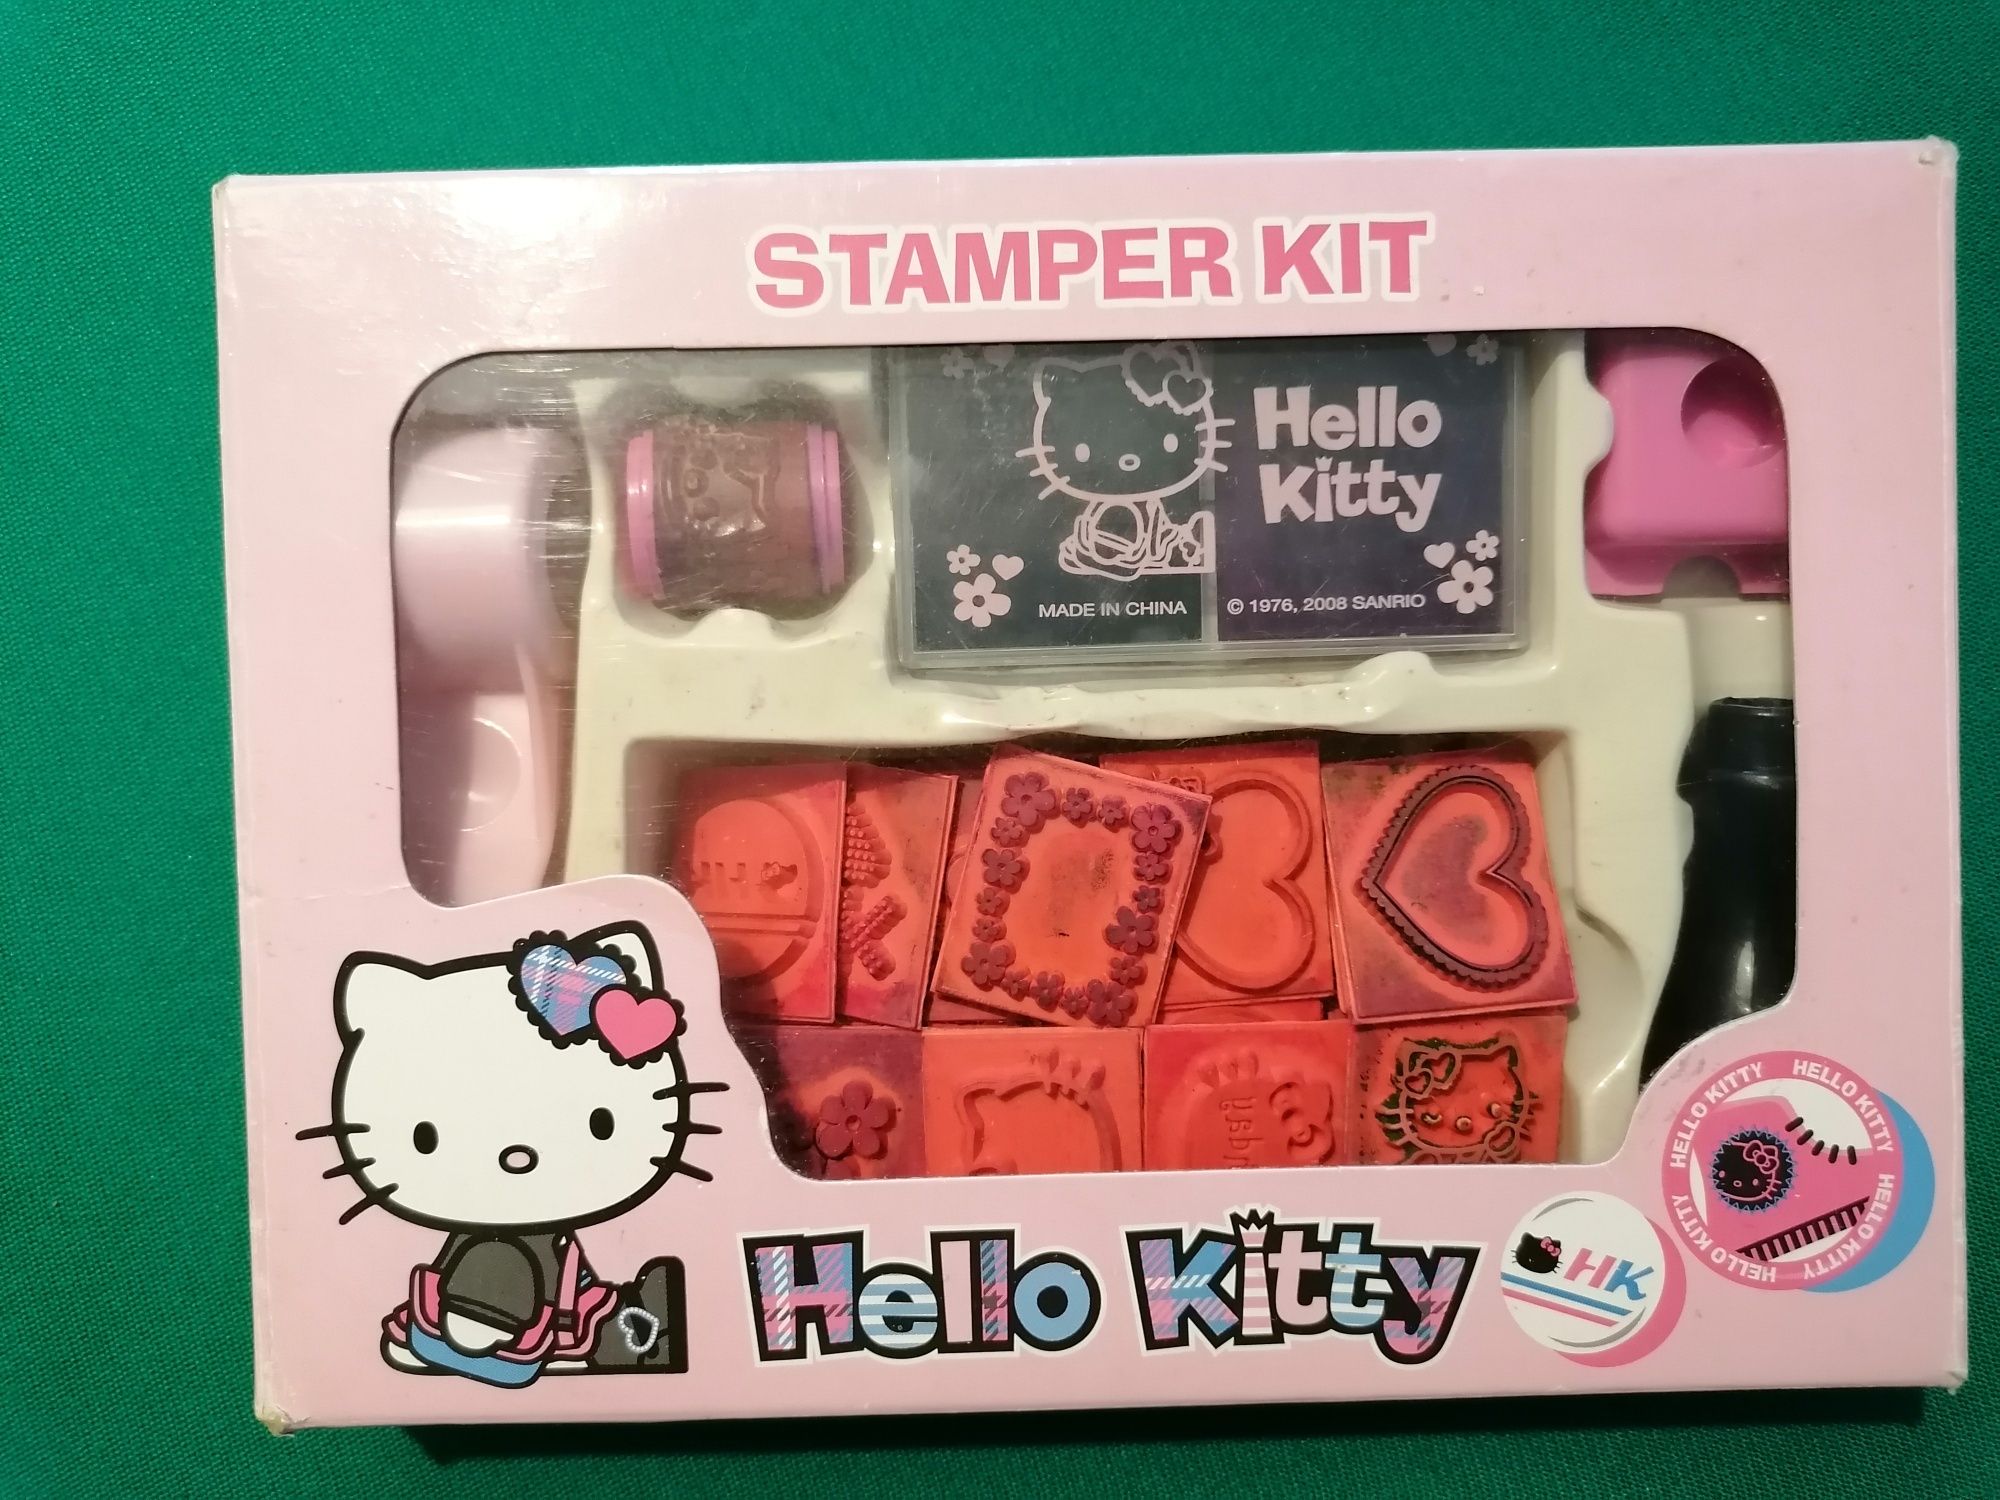 STAMPER KIT
Hello
Kitty
MADE IN CHINA
© 1976, 2008 SANRIO
Hello Kitty
HK
HELLO KITTY HELLO KITTY HELLO KITTY HELLO KITTY